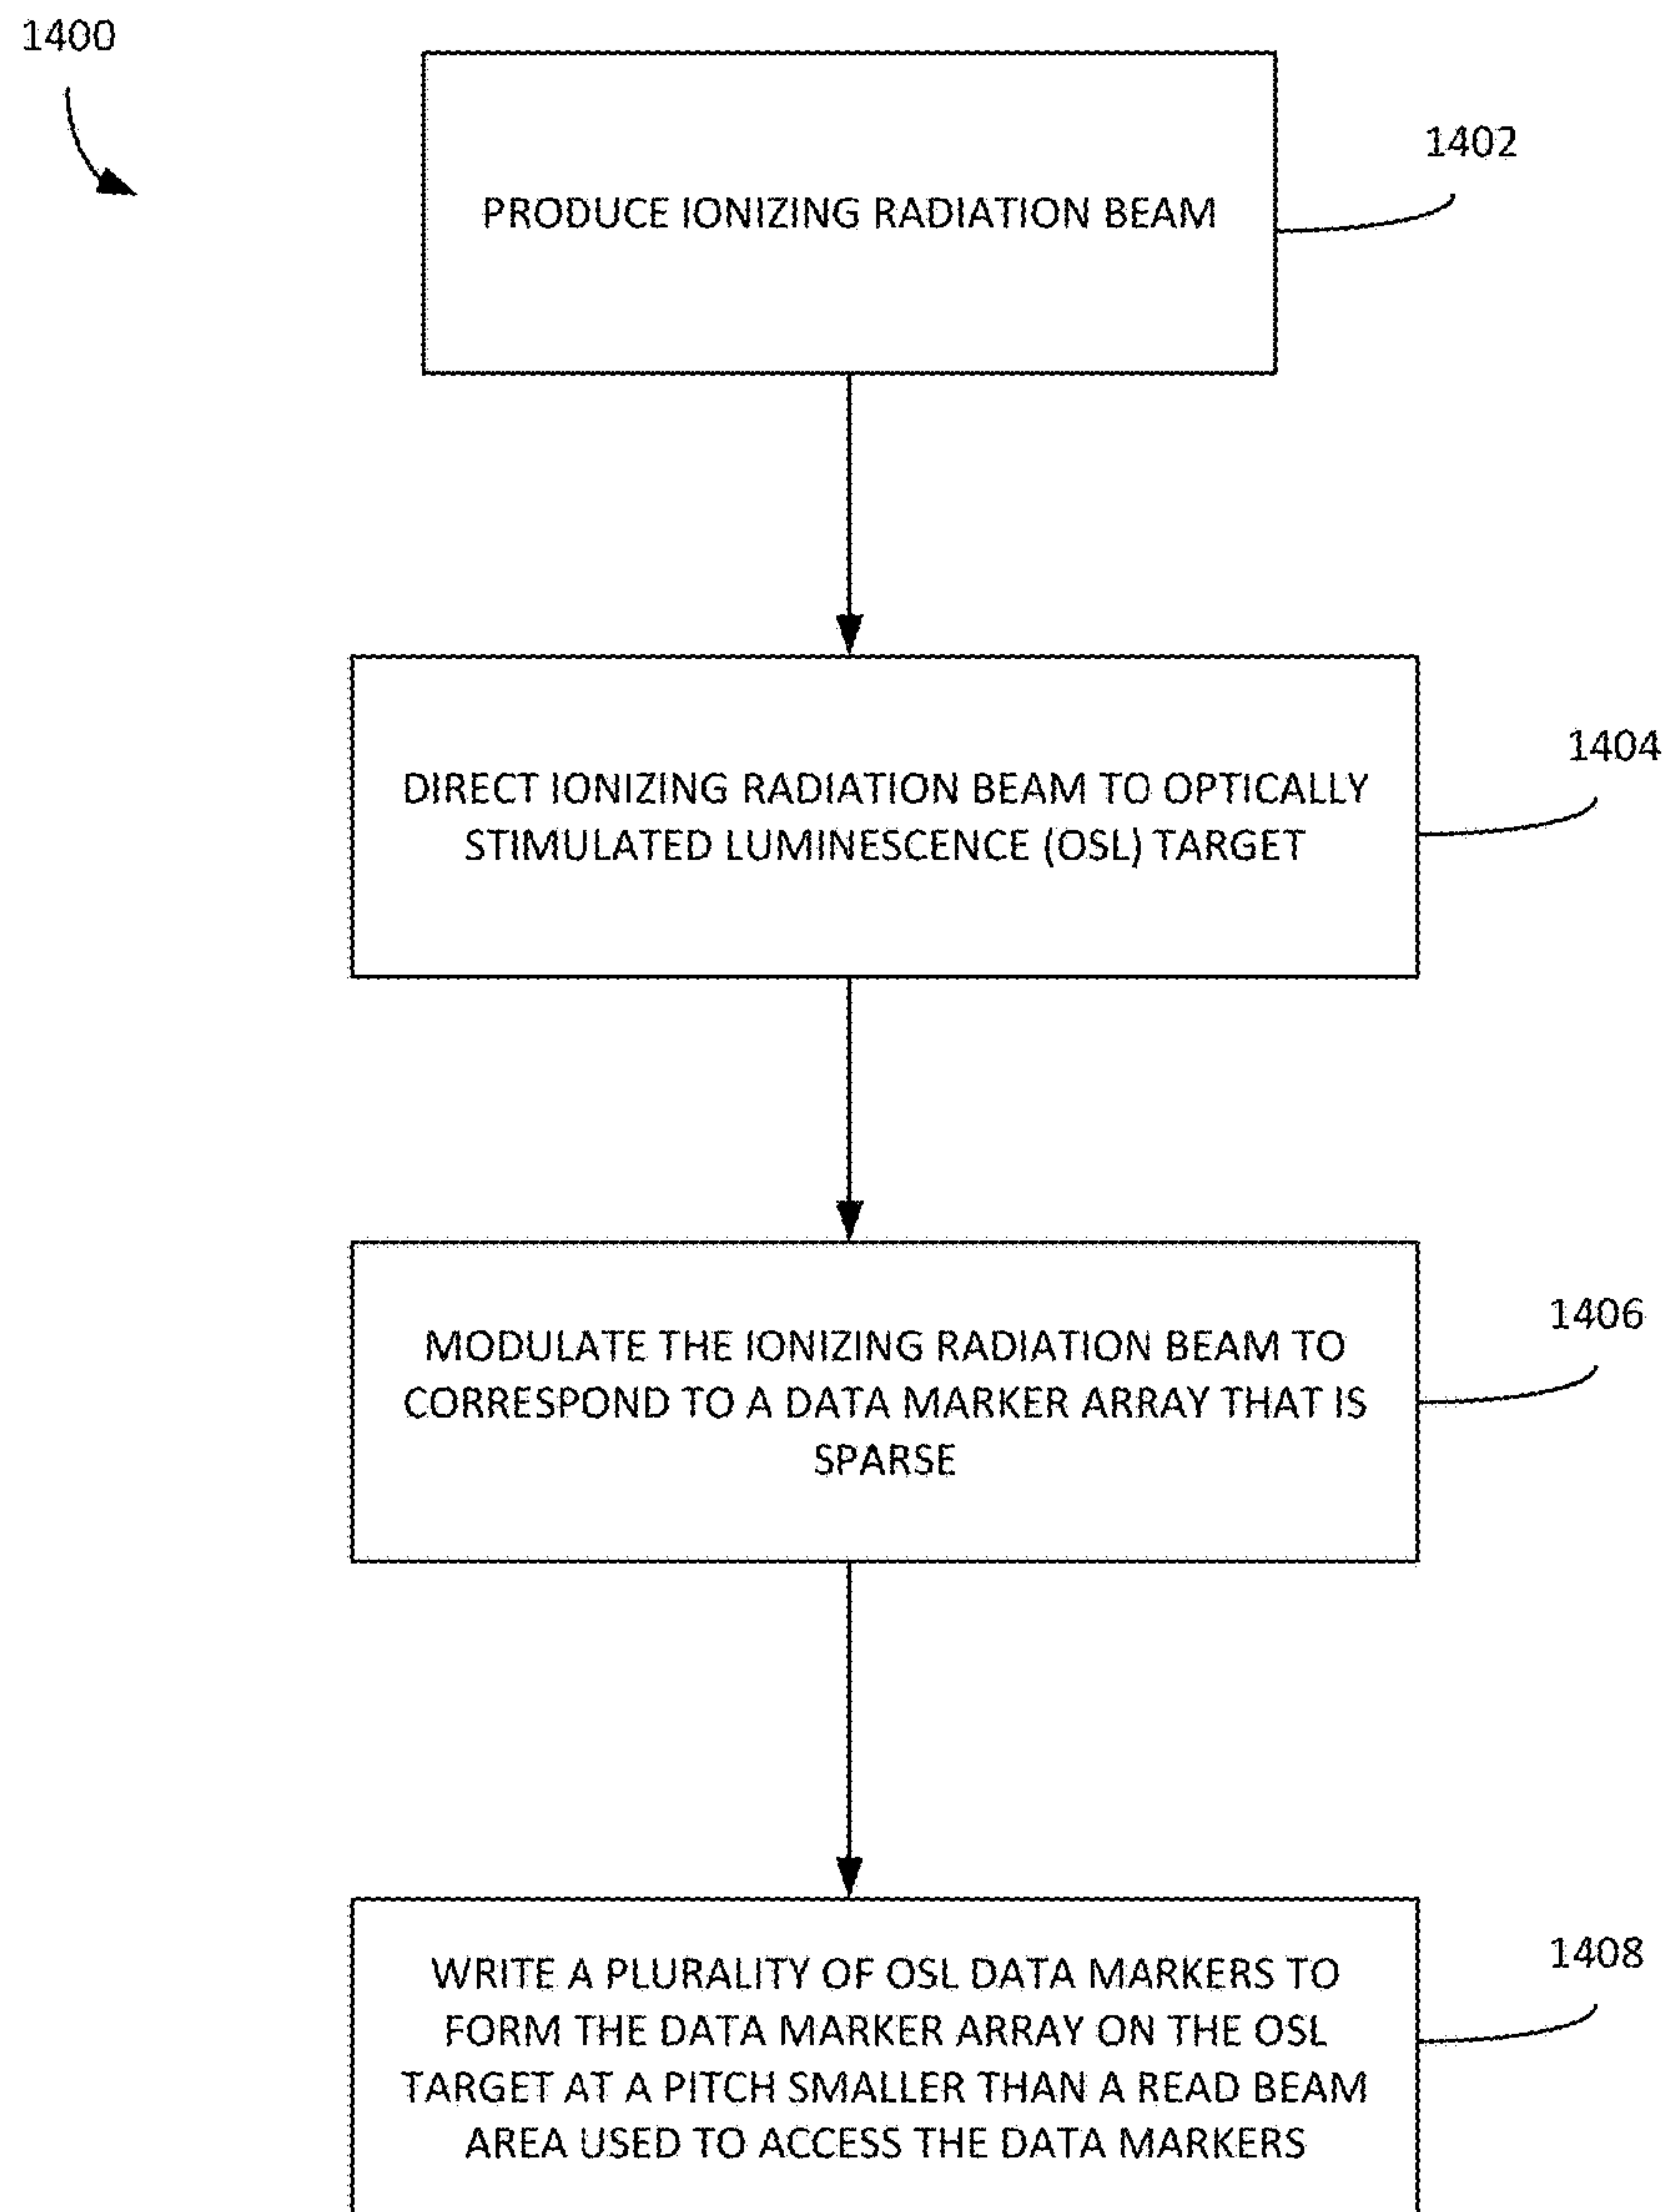 1400
1402
PRODUCE IONIZING RADIATION BEAM
1404
DIRECT IONIZING RADIATION BEAM TO OPTICALLY
STIMULATED LUMINESCENCE (OSL) TARGET
1406
MODULATE THE IONIZING RADIATION BEAM TO
CORRESPOND TO A DATA MARKER ARRAY THAT IS
SPARSE
1408
WRITE A PLURALITY OF OSL DATA MARKERS TO
FORM THE DATA MARKER ARRAY ON THE OSL
TARGET AT A PITCH SMALLER THAN A READ BEAM
AREA USED TO ACCESS THE DATA MARKERS